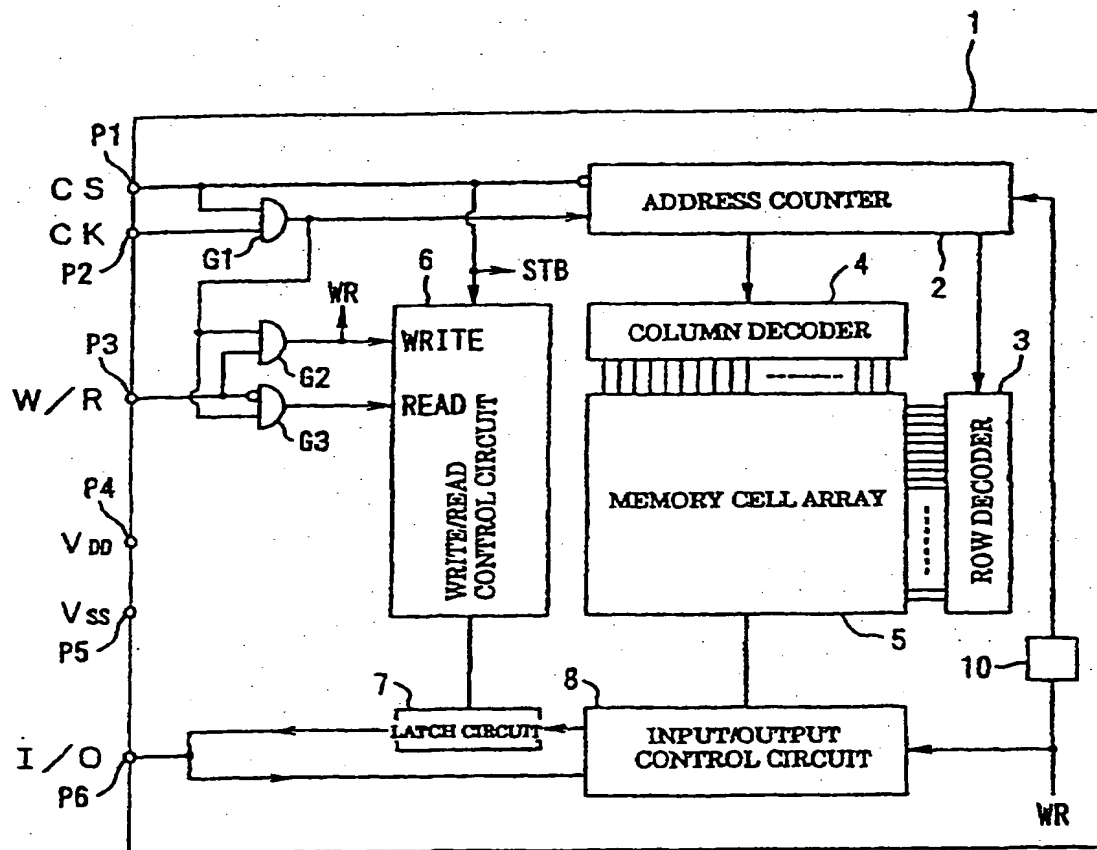 1
P1
CS
ADDRESS COUNTER
CK
G1
P2
6
STB
4
2
WR
P3
WRITE
COLUMN DECODER
3
G2
W/R
READ
G3
WRITE/READ
CONTROL CIRCUIT
MEMORY CELL ARRAY
ROW DECODER
P4
VDD
VSS
P5
5
10
7
8
LATCH CIRCUIT
INPUT/OUTPUT
CONTROL CIRCUIT
I/O
P6
WR